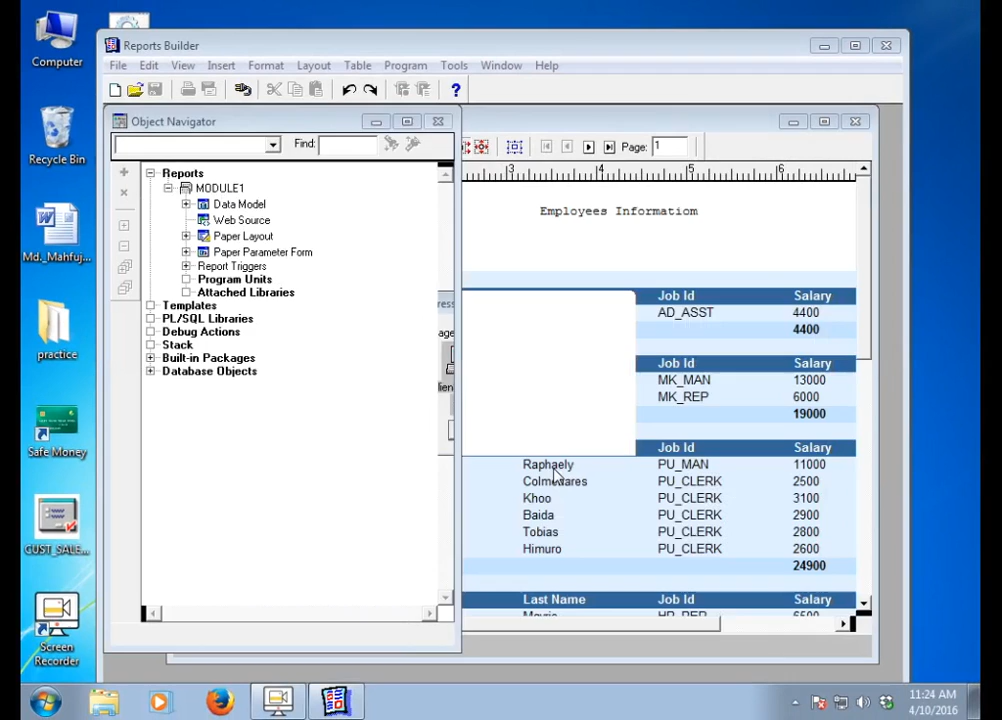 Computer
Recycle Bin
Md._Mahfuj...
practice
Safe Money
CUST_SALE...
Screen
Recorder
Reports Builder
File Edit View Insert Format Layout Table Program Tools Window Help
Object Navigator
Find:
Page: 1
Reports
MODULE1
Data Model
Web Source
Paper Layout
Paper Parameter Form
Report Triggers
Program Units
Attached Libraries
Templates
PL/SQL Libraries
Debug Actions
Stack
Built-in Packages
Database Objects
3 4 5 6
Employees Informatiom
Job Id Salary
AD_ASST 4400
4400
Job Id Salary
MK_MAN 13000
MK_REP 6000
19000
Job Id Salary
Raphaely PU_MAN 11000
Colmenares PU_CLERK 2500
Khoo PU_CLERK 3100
Baida PU_CLERK 2900
Tobias PU_CLERK 2800
Himuro PU_CLERK 2600
24900
Last Name Job Id Salary
11:24 AM
4/10/2016